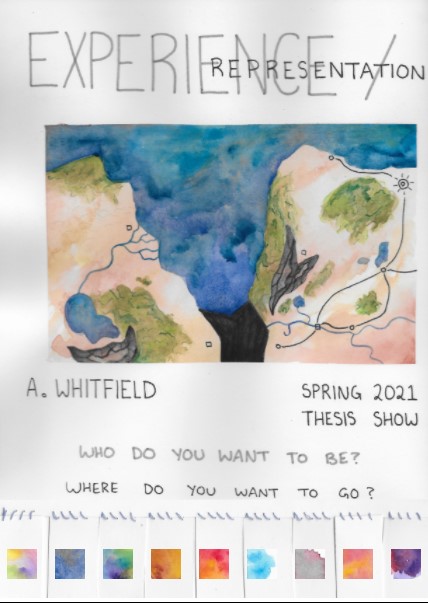 EXPERIENCE /
REPRESENTATION
A. WHITFIELD
SPRING 2021
THESIS SHOW
WHO DO YOU WANT TO BE?
WHERE DO YOU WANT TO GO?